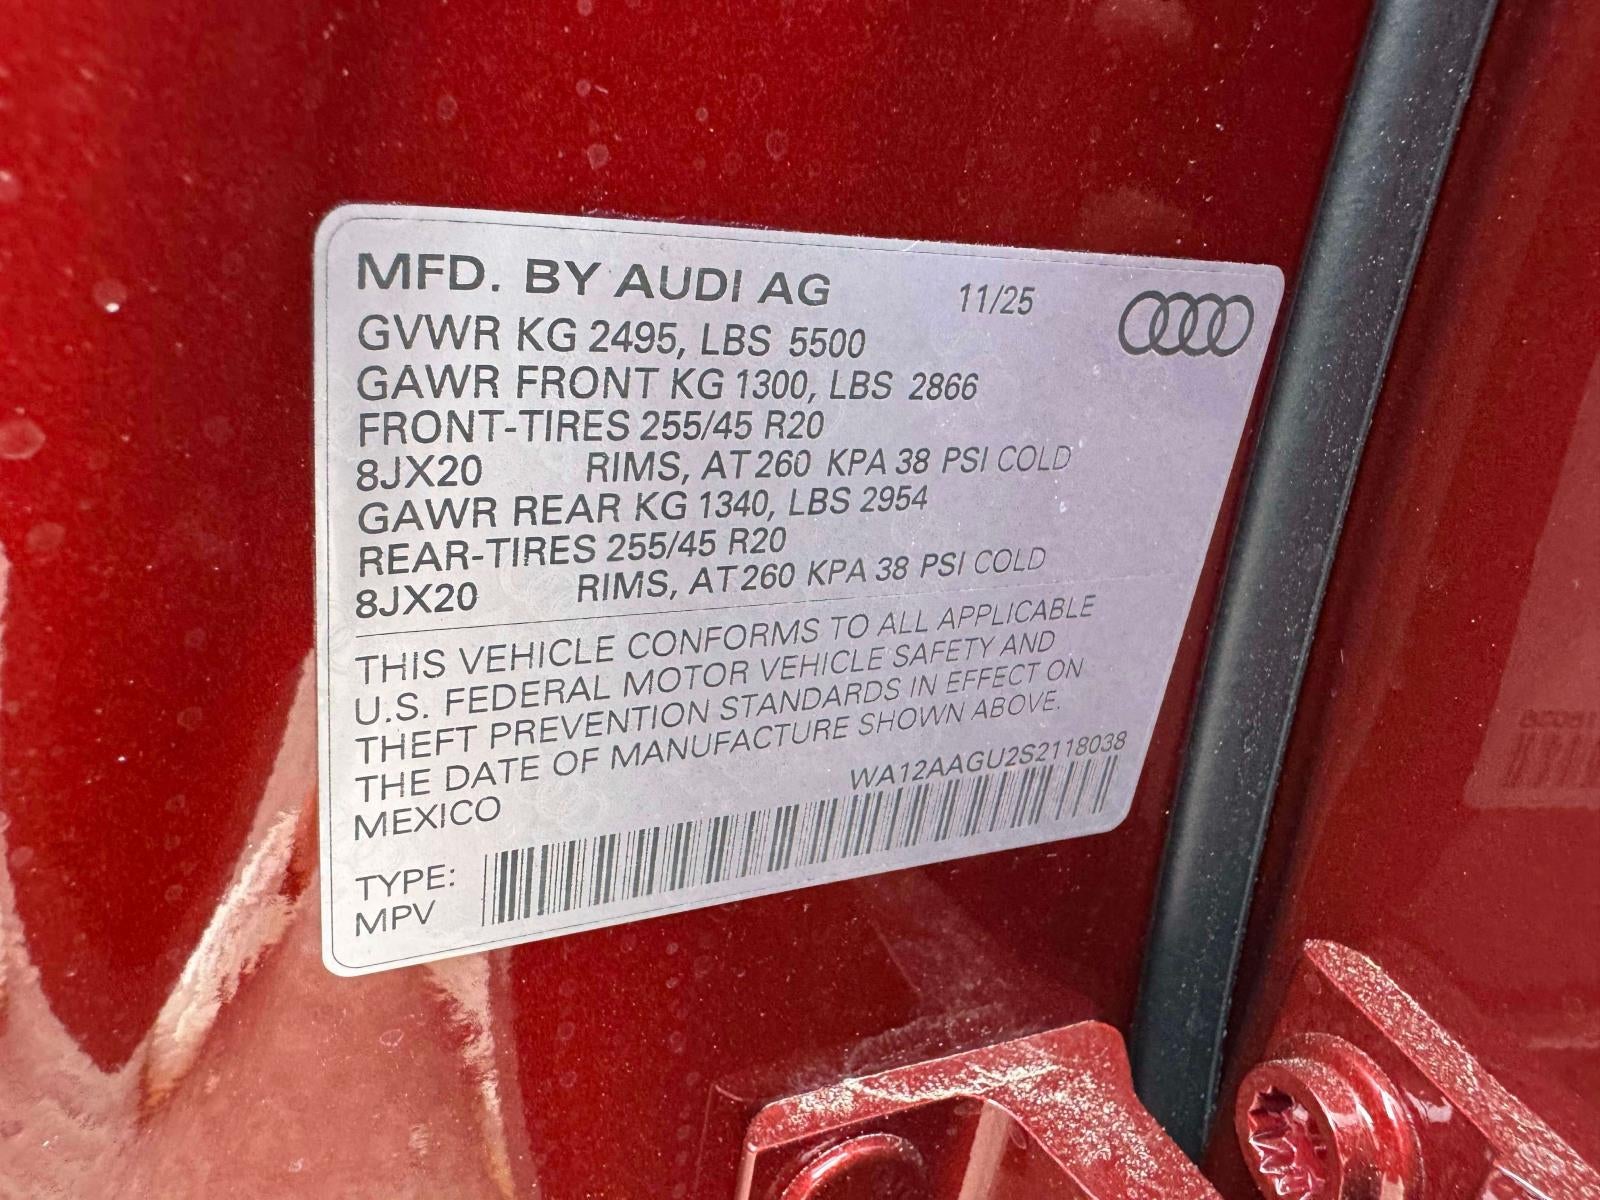 MFD. BY AUDI AG 11/25
GVWR KG 2495, LBS 5500
GAWR FRONT KG 1300, LBS 2866
FRONT-TIRES 255/45 R20
8JX20 RIMS, AT 260 KPA 38 PSI COLD
GAWR REAR KG 1340, LBS 2954
REAR-TIRES 255/45 R20
8JX20 RIMS, AT 260 KPA 38 PSI COLD
THIS VEHICLE CONFORMS TO ALL APPLICABLE
U.S. FEDERAL MOTOR VEHICLE SAFETY AND
THEFT PREVENTION STANDARDS IN EFFECT ON
THE DATE OF MANUFACTURE SHOWN ABOVE.
MEXICO WA12AAGU2S2118038
TYPE:
MPV